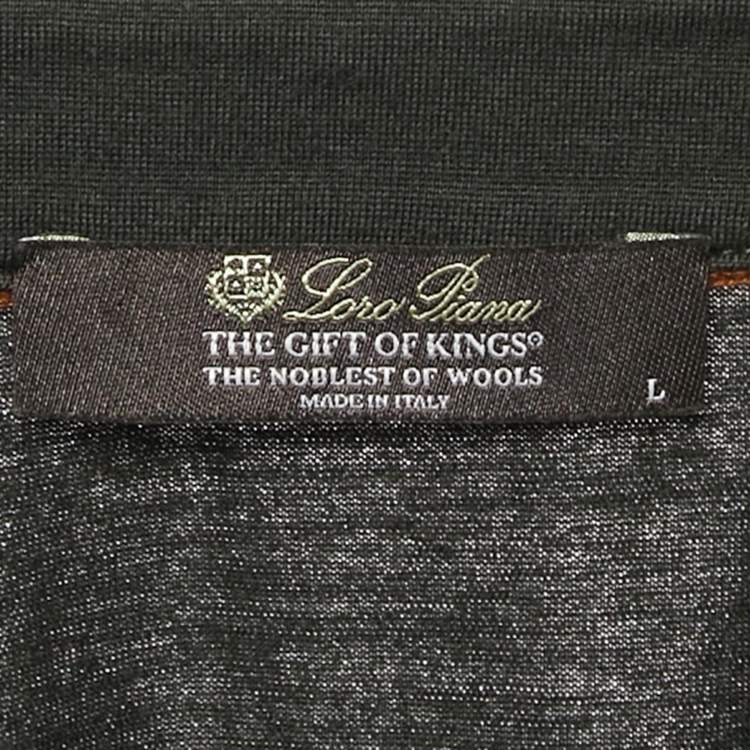 Loro Piana
THE GIFT OF KINGS®
THE NOBLEST OF WOOLS
MADE IN ITALY
L